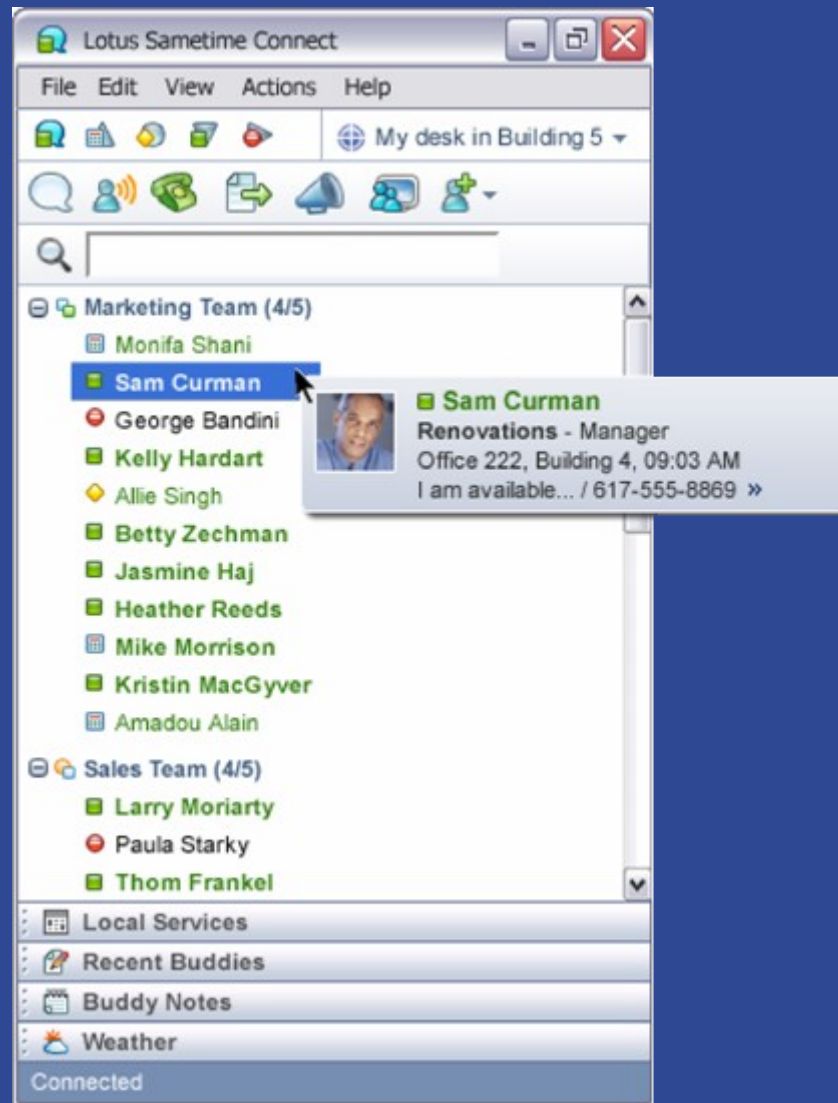 Lotus Sametime Connect
File Edit View Actions Help
My desk in Building 5
Marketing Team (4/5)
Monifa Shani
Sam Curman
George Bandini
Kelly Hardart
Allie Singh
Betty Zechman
Jasmine Haj
Heather Reeds
Mike Morrison
Kristin MacGyver
Amadou Alain
Sales Team (4/5)
Larry Moriarty
Paula Starky
Thom Frankel
Sam Curman
Renovations - Manager
Office 222, Building 4, 09:03 AM
I am available... / 617-555-8869 »
Local Services
Recent Buddies
Buddy Notes
Weather
Connected